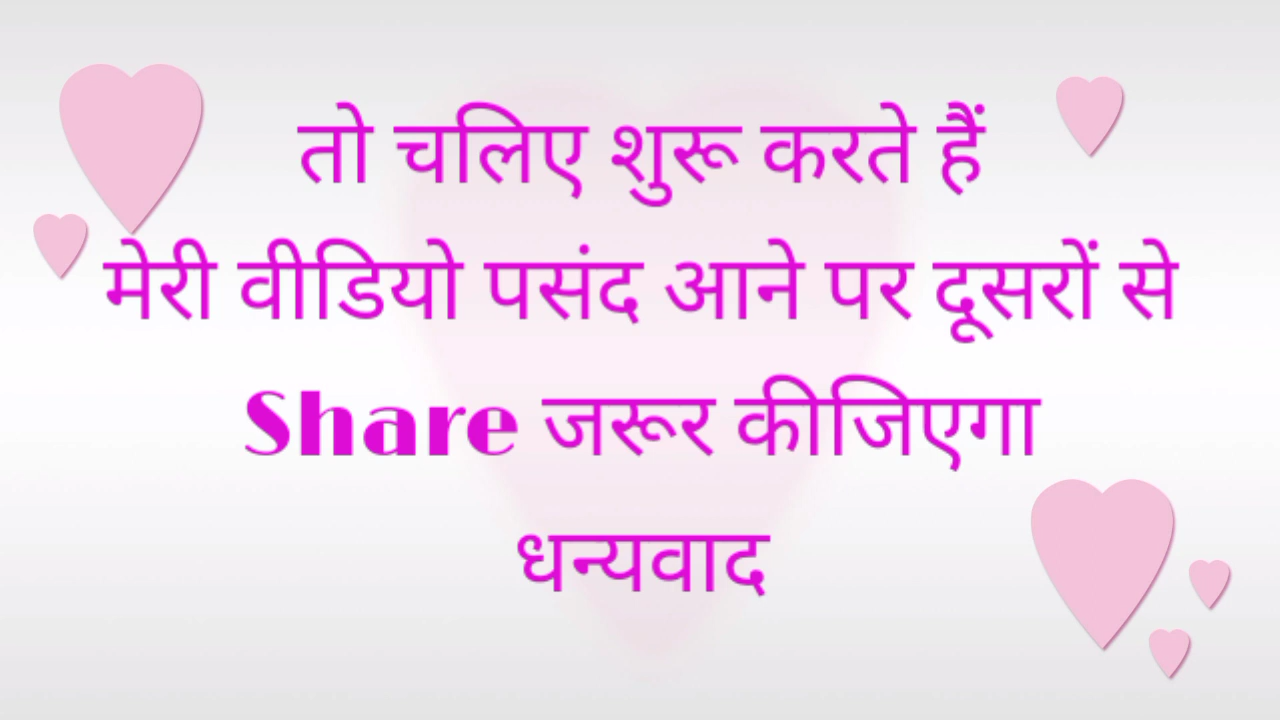 तो चलिए शुरू करते हैं
मेरी वीडियो पसंद आने पर दूसरों से
Share जरूर कीजिएगा
धन्यवाद